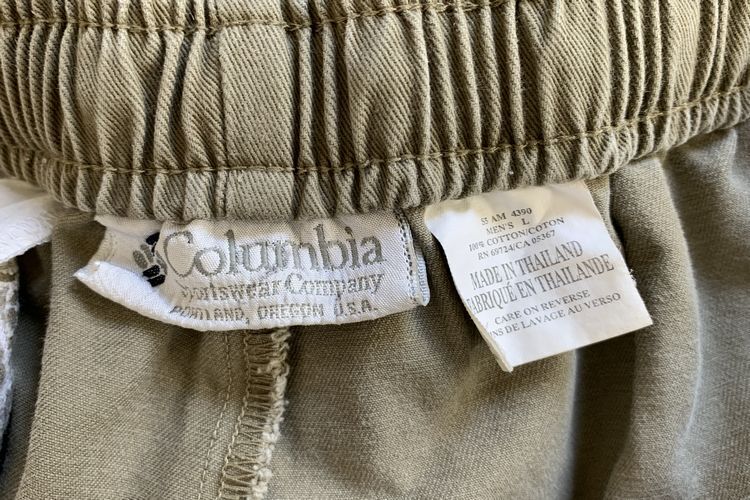 Columbia
Sportswear Company
PORTLAND, OREGON U.S.A.
55 AM 4390
MEN'S L
100% COTTON/COTON
RN 69724/CA 05367
MADE IN THAILAND
FABRIQUÉ EN THAILANDE
CARE ON REVERSE
INS DE LAVAGE AU VERSO